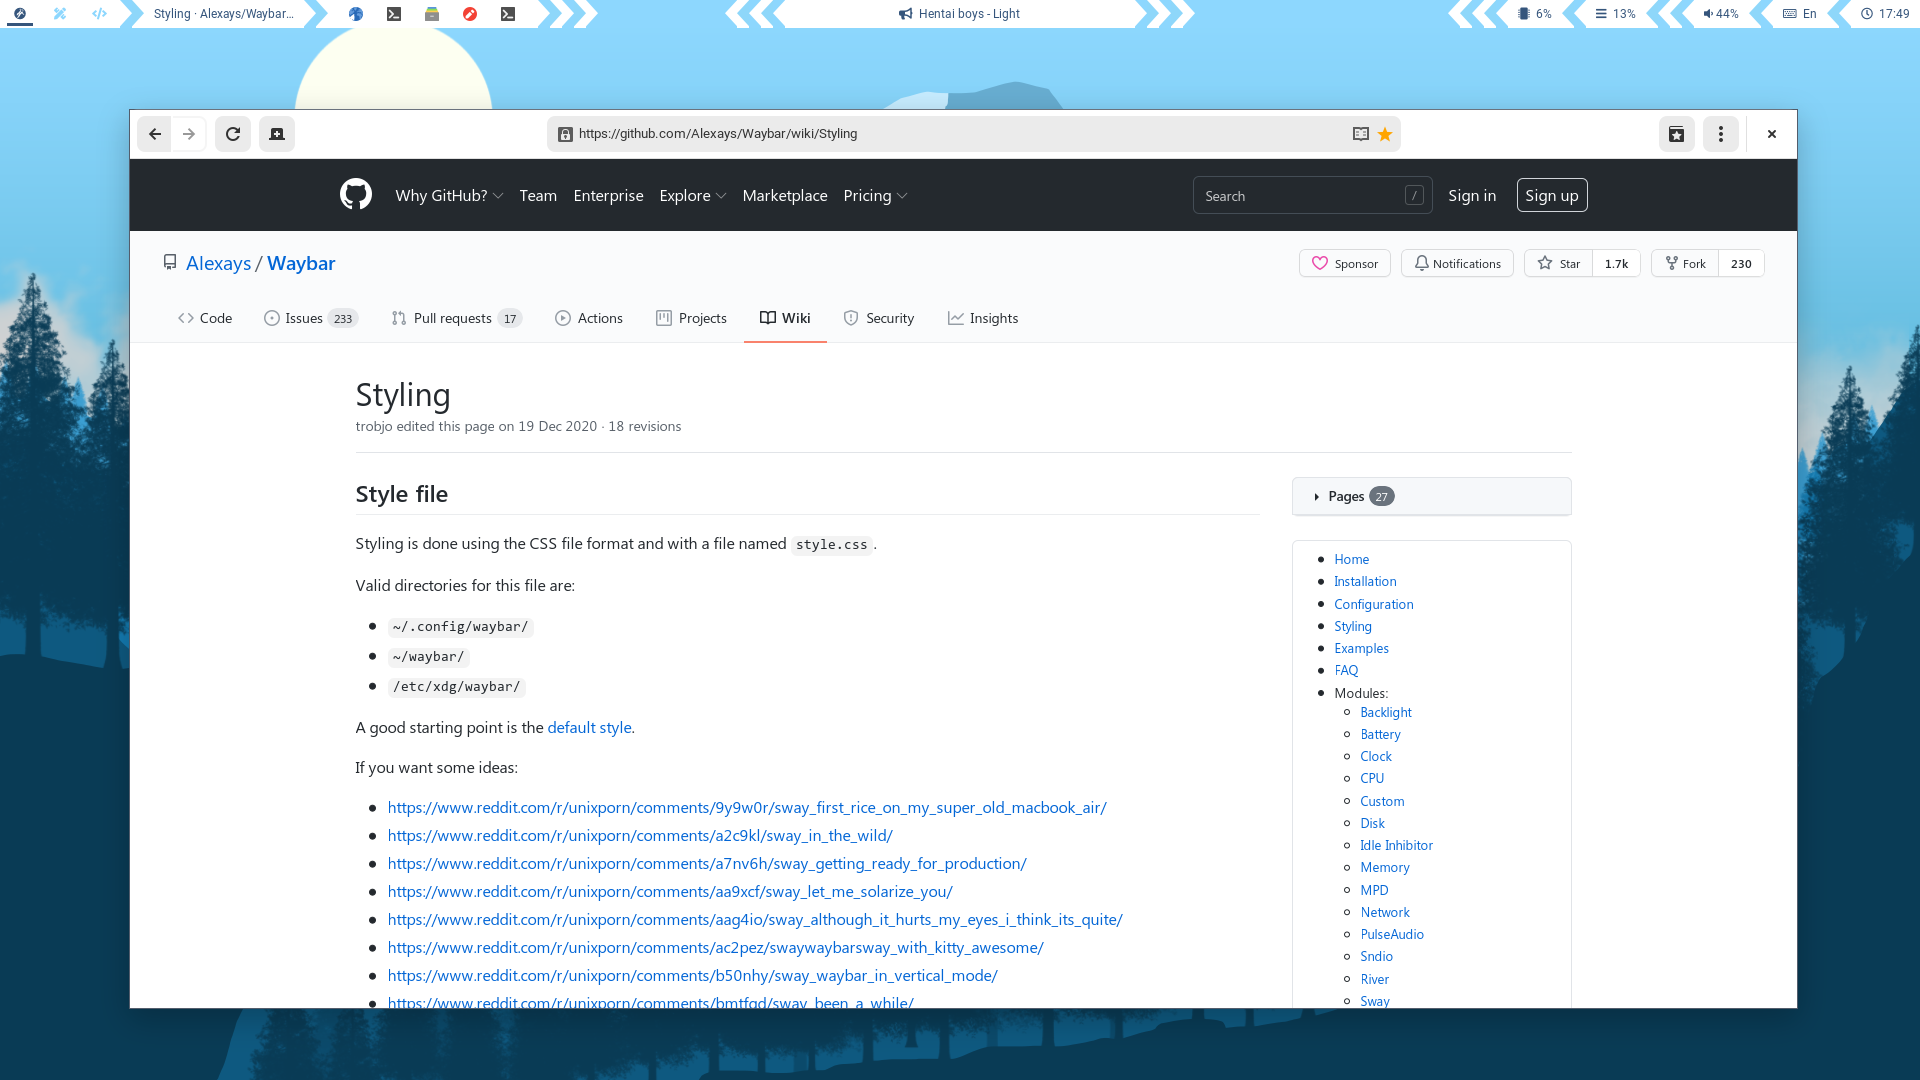 Styling · Alexays/Waybar...
Hentai boys - Light
6%
13%
44%
En
17:49
https://github.com/Alexays/Waybar/wiki/Styling
Why GitHub? Team Enterprise Explore Marketplace Pricing
Search /
Sign in
Sign up
Alexays / Waybar
Sponsor
Notifications
Star 1.7k
Fork 230
Code
Issues 233
Pull requests 17
Actions
Projects
Wiki
Security
Insights
Styling
trobjo edited this page on 19 Dec 2020 · 18 revisions
Style file
Styling is done using the CSS file format and with a file named style.css.
Valid directories for this file are:
~/.config/waybar/
~/waybar/
/etc/xdg/waybar/
A good starting point is the default style.
If you want some ideas:
https://www.reddit.com/r/unixporn/comments/9y9w0r/sway_first_rice_on_my_super_old_macbook_air/
https://www.reddit.com/r/unixporn/comments/a2c9kl/sway_in_the_wild/
https://www.reddit.com/r/unixporn/comments/a7nv6h/sway_getting_ready_for_production/
https://www.reddit.com/r/unixporn/comments/aa9xcf/sway_let_me_solarize_you/
https://www.reddit.com/r/unixporn/comments/aag4io/sway_although_it_hurts_my_eyes_i_think_its_quite/
https://www.reddit.com/r/unixporn/comments/ac2pez/swaywaybarsway_with_kitty_awesome/
https://www.reddit.com/r/unixporn/comments/b50nhy/sway_waybar_in_vertical_mode/
https://www.reddit.com/r/unixporn/comments/bmtfqd/sway_been_a_while/
Pages 27
Home
Installation
Configuration
Styling
Examples
FAQ
Modules:
Backlight
Battery
Clock
CPU
Custom
Disk
Idle Inhibitor
Memory
MPD
Network
PulseAudio
Sndio
River
Sway